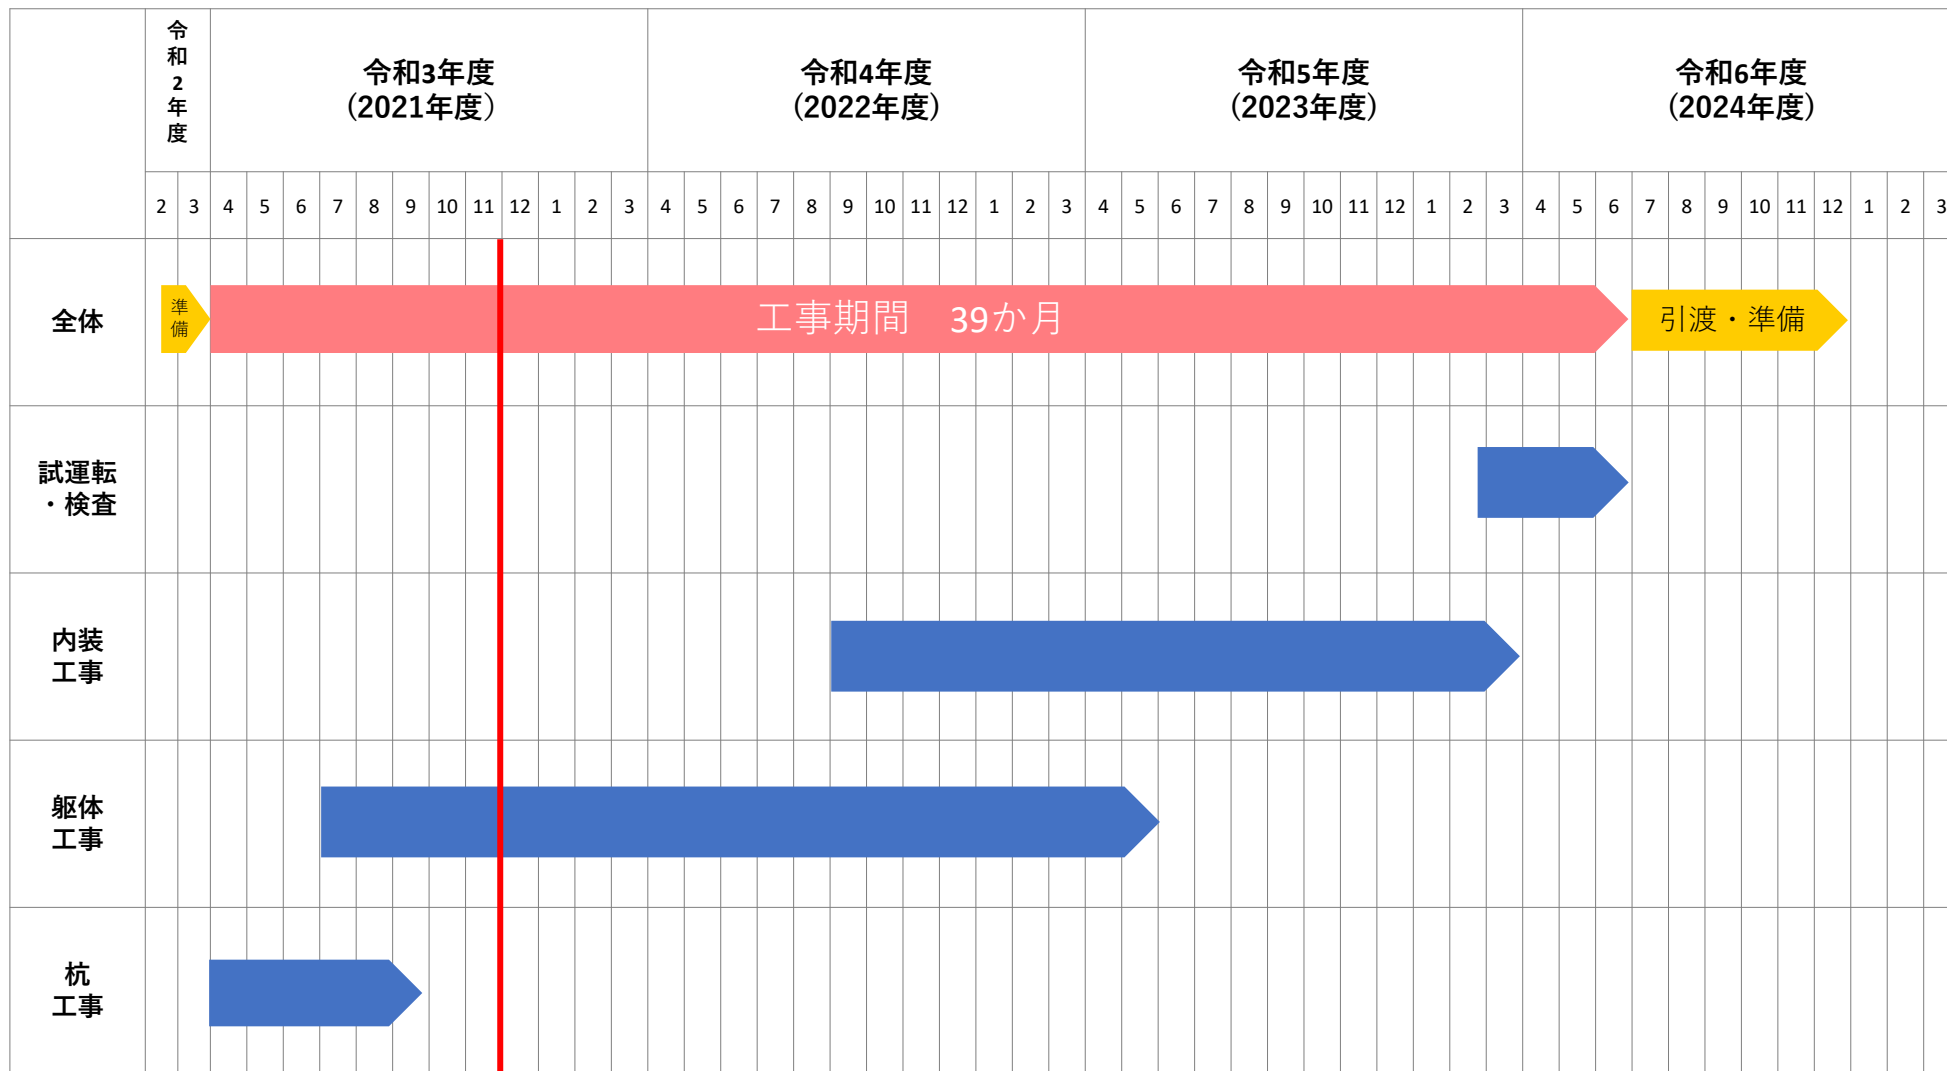 令和2年度
令和3年度
(2021年度)
令和4年度
(2022年度)
令和5年度
(2023年度)
令和6年度
(2024年度)
2 3 4 5 6 7 8 9 10 11 12 1 2 3 4 5 6 7 8 9 10 11 12 1 2 3 4 5 6 7 8 9 10 11 12 1 2 3 4 5 6 7 8 9 10 11 12 1 2 3
全体
準備
工事期間　39か月
引渡・準備
試運転
・検査
内装
工事
躯体
工事
杭
工事